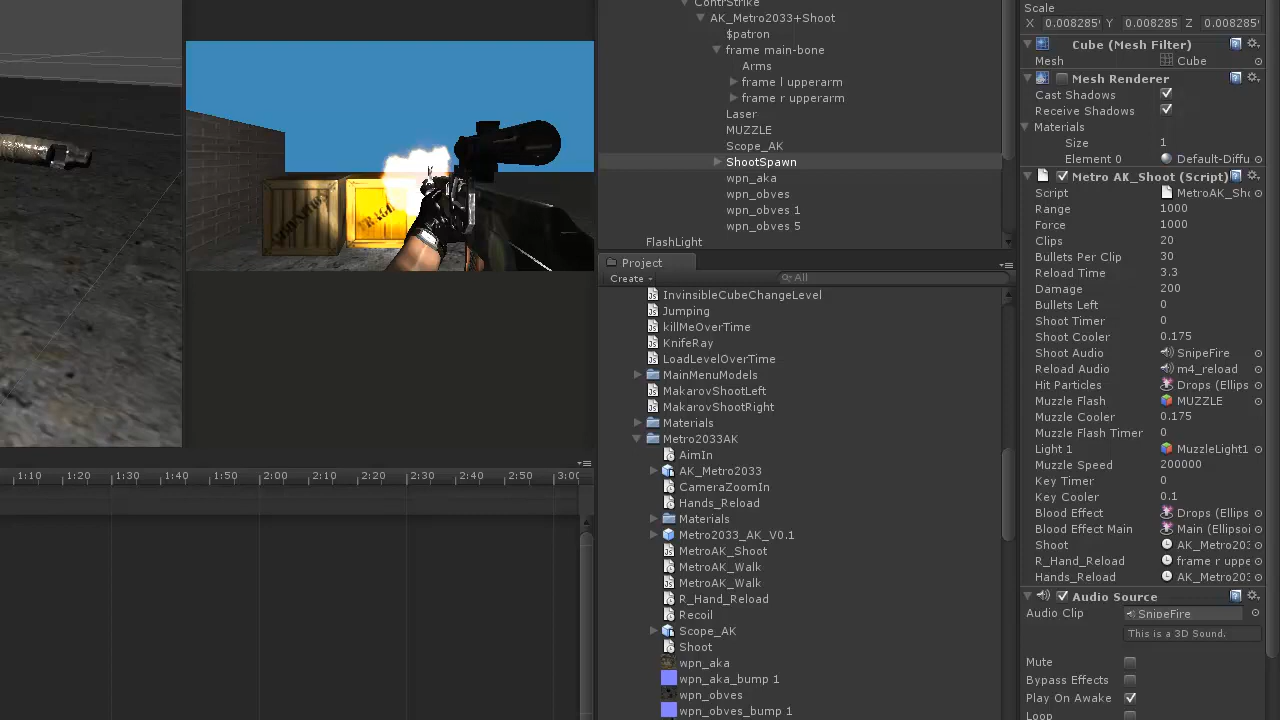 ContrStrike
AK_Metro2033+Shoot
$patron
frame main-bone
Arms
frame l upperarm
frame r upperarm
Laser
MUZZLE
Scope_AK
ShootSpawn
wpn_aka
wpn_obves
wpn_obves 1
wpn_obves 5
FlashLight
Project
Create
All
InvinsibleCubeChangeLevel
Jumping
killMeOverTime
KnifeRay
LoadLevelOverTime
MainMenuModels
MakarovShootLeft
MakarovShootRight
Materials
Metro2033AK
AimIn
AK_Metro2033
CameraZoomIn
Hands_Reload
Materials
Metro2033_AK_V0.1
MetroAK_Shoot
MetroAK_Walk
MetroAK_Walk
R_Hand_Reload
Recoil
Scope_AK
Shoot
wpn_aka
wpn_aka_bump 1
wpn_obves
wpn_obves_bump 1
Scale
X 0.008285 Y 0.008285 Z 0.008285
Cube (Mesh Filter)
Mesh Cube
Mesh Renderer
Cast Shadows
Receive Shadows
Materials
Size 1
Element 0 Default-Diffu
Metro AK_Shoot (Script)
Script MetroAK_Sho
Range 1000
Force 1000
Clips 20
Bullets Per Clip 30
Reload Time 3.3
Damage 200
Bullets Left 0
Shoot Timer 0
Shoot Cooler 0.175
Shoot Audio SnipeFire
Reload Audio m4_reload
Hit Particles Drops (Ellips
Muzzle Flash MUZZLE
Muzzle Cooler 0.175
Muzzle Flash Timer 0
Light 1 MuzzleLight1
Muzzle Speed 200000
Key Timer 0
Key Cooler 0.1
Blood Effect Drops (Ellips
Blood Effect Main Main (Ellipsoi
Shoot AK_Metro203
R_Hand_Reload frame r uppe
Hands_Reload AK_Metro203
Audio Source
Audio Clip SnipeFire
This is a 3D Sound.
Mute
Bypass Effects
Play On Awake
Loop
1:10 1:20 1:30 1:40 1:50 2:00 2:10 2:20 2:30 2:40 2:50 3:00